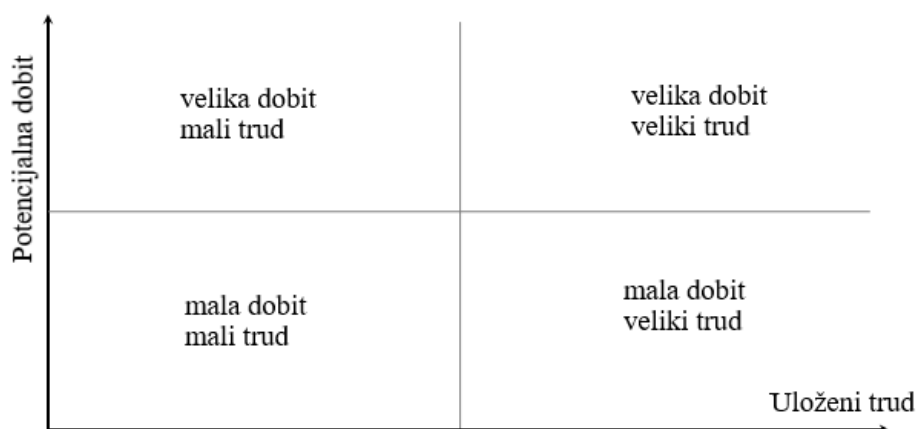 Potencijalna dobit
velika dobit
mali trud
velika dobit
veliki trud
mala dobit
mali trud
mala dobit
veliki trud
Uloženi trud